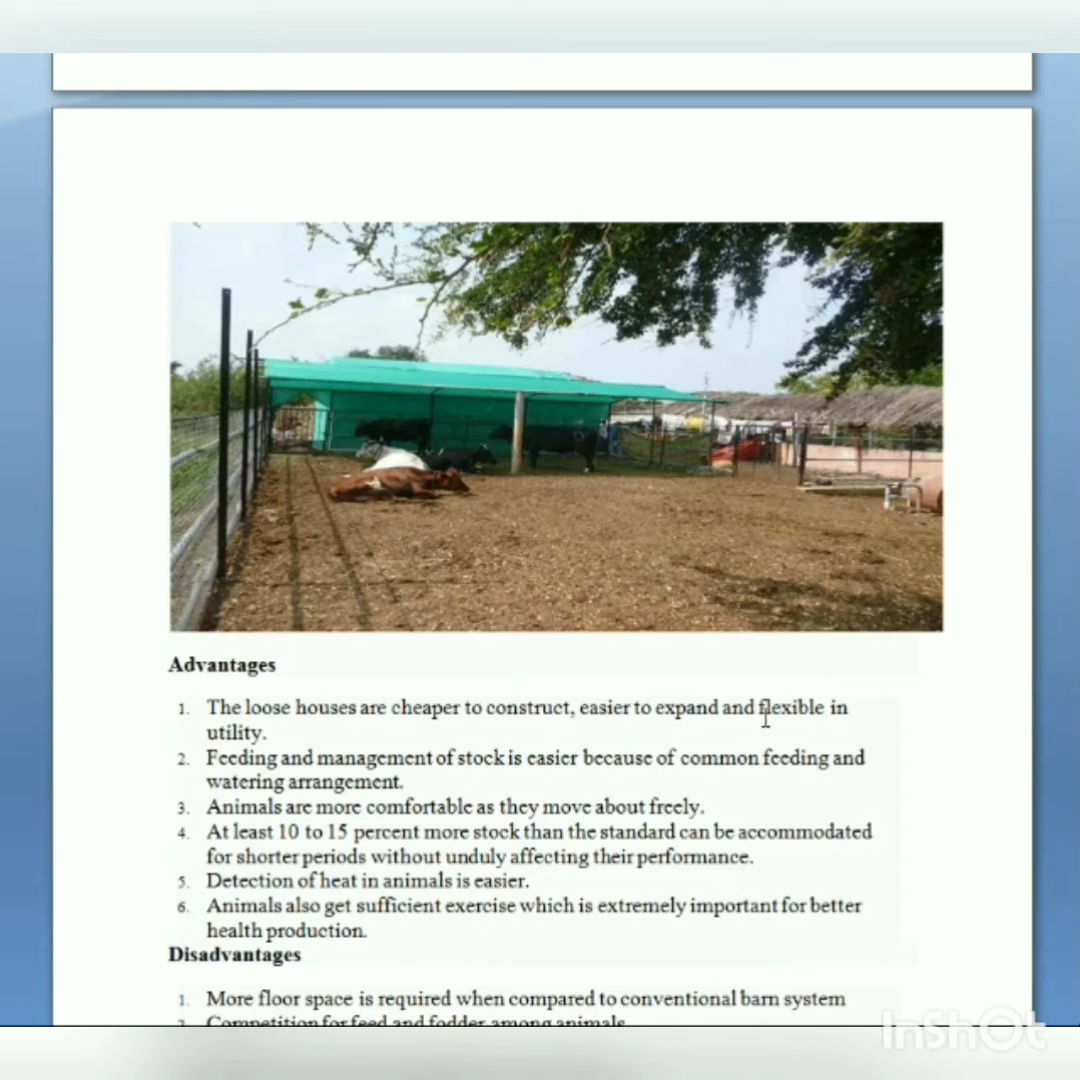 Advantages
1. The loose houses are cheaper to construct, easier to expand and flexible in
utility.
2. Feeding and management of stock is easier because of common feeding and
watering arrangement.
3. Animals are more comfortable as they move about freely.
4. At least 10 to 15 percent more stock than the standard can be accommodated
for shorter periods without unduly affecting their performance.
5. Detection of heat in animals is easier.
6. Animals also get sufficient exercise which is extremely important for better
health production.
Disadvantages
1. More floor space is required when compared to conventional barn system
2. Competition for feed and fodder among animals
InShOt